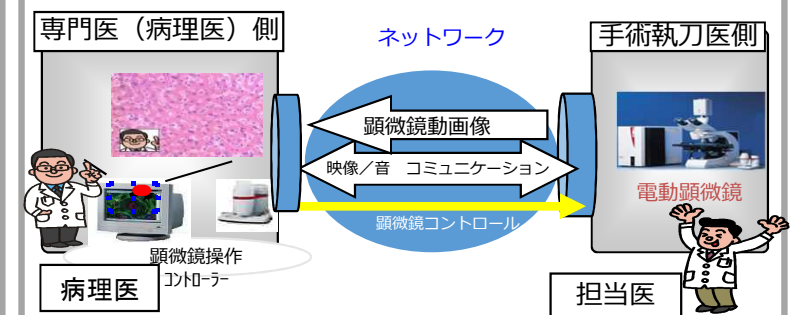 専門医（病理医）側
ネットワーク
手術執刀医側
顕微鏡動画像
映像／音　コミュニケーション
顕微鏡コントロール
電動顕微鏡
顕微鏡操作
ｺﾝﾄﾛｰﾗｰ
病理医
担当医